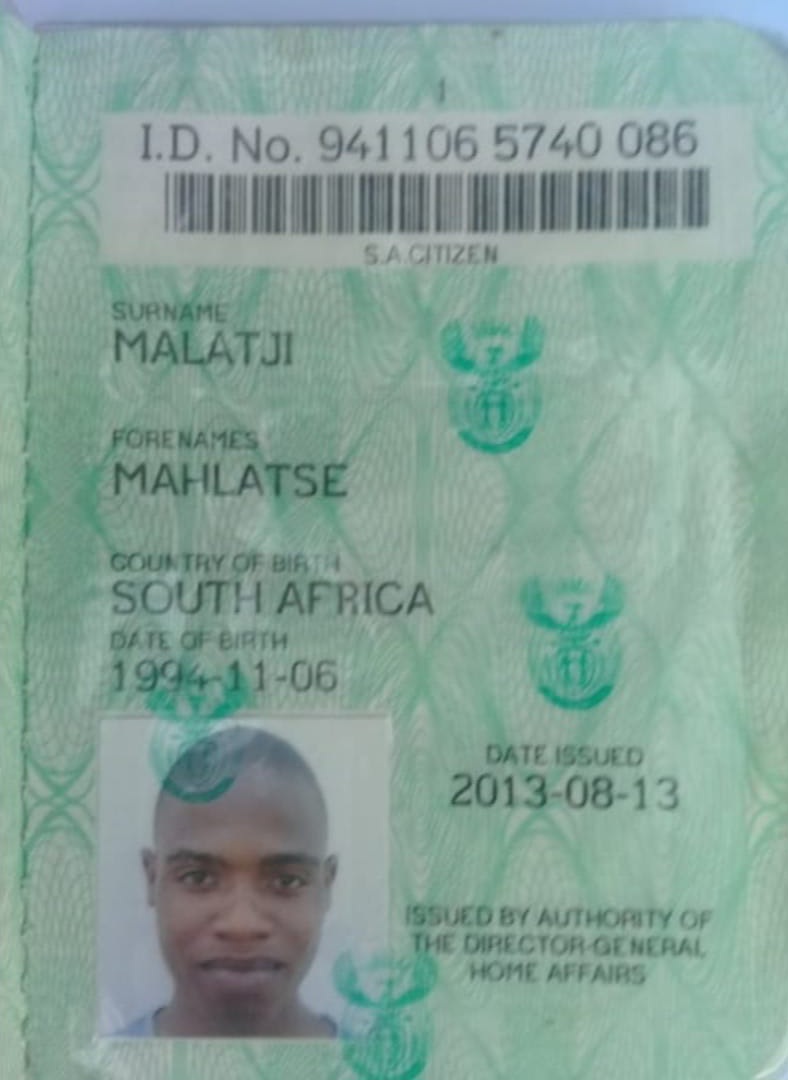 I.D. No. 941106 5740 086
S.A.CITIZEN
SURNAME
MALATJI
FORENAMES
MAHLATSE
COUNTRY OF BIRTH
SOUTH AFRICA
DATE OF BIRTH
1994-11-06
DATE ISSUED
2013-08-13
ISSUED BY AUTHORITY OF
THE DIRECTOR-GENERAL
HOME AFFAIRS